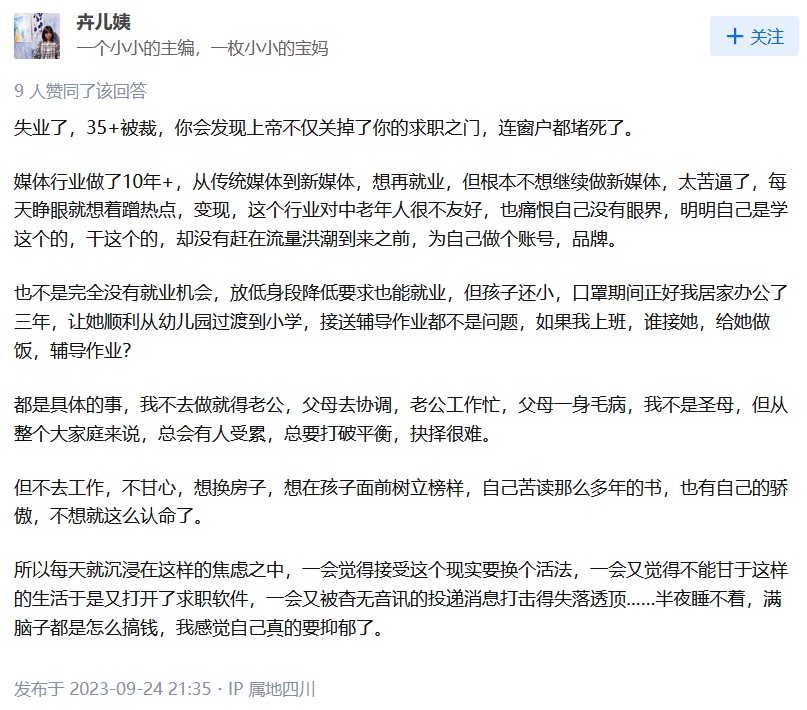 卉儿姨
一个小小的主编，一枚小小的宝妈
+ 关注
9 人赞同了该回答
失业了，35+被裁，你会发现上帝不仅关掉了你的求职之门，连窗户都堵死了。
媒体行业做了10年+，从传统媒体到新媒体，想再就业，但根本不想继续做新媒体，太苦逼了，每
天睁眼就想着蹭热点，变现，这个行业对中老年人很不友好，也痛恨自己没有眼界，明明自己是学
这个的，干这个的，却没有赶在流量洪潮到来之前，为自己做个账号，品牌。
也不是完全没有就业机会，放低身段降低要求也能就业，但孩子还小，口罩期间正好我居家办公了
三年，让她顺利从幼儿园过渡到小学，接送辅导作业都不是问题，如果我上班，谁接她，给她做
饭，辅导作业？
都是具体的事，我不去做就得老公，父母去协调，老公工作忙，父母一身毛病，我不是圣母，但从
整个大家庭来说，总会有人受累，总要打破平衡，抉择很难。
但不去工作，不甘心，想换房子，想在孩子面前树立榜样，自己苦读那么多年的书，也有自己的骄
傲，不想就这么认命了。
所以每天就沉浸在这样的焦虑之中，一会觉得接受这个现实要换个活法，一会又觉得不能甘于这样
的生活于是又打开了求职软件，一会又被杳无音讯的投递消息打击得失落透顶......半夜睡不着，满
脑子都是怎么搞钱，我感觉自己真的要抑郁了。
发布于 2023-09-24 21:35 · IP 属地四川